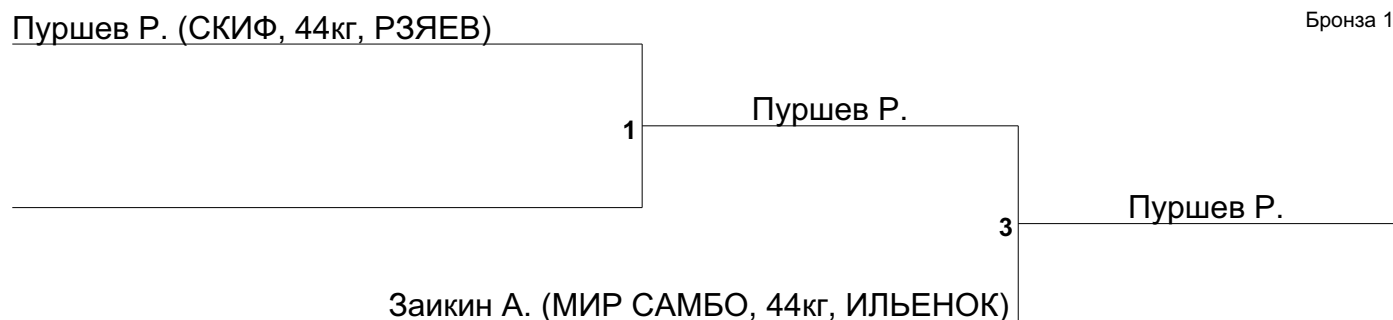 Пуршев Р. (СКИФ, 44кг, РЗЯЕВ)
Бронза 1
Пуршев Р.
1
Пуршев Р.
3
Заикин А. (МИР САМБО, 44кг, ИЛЬЕНОК)